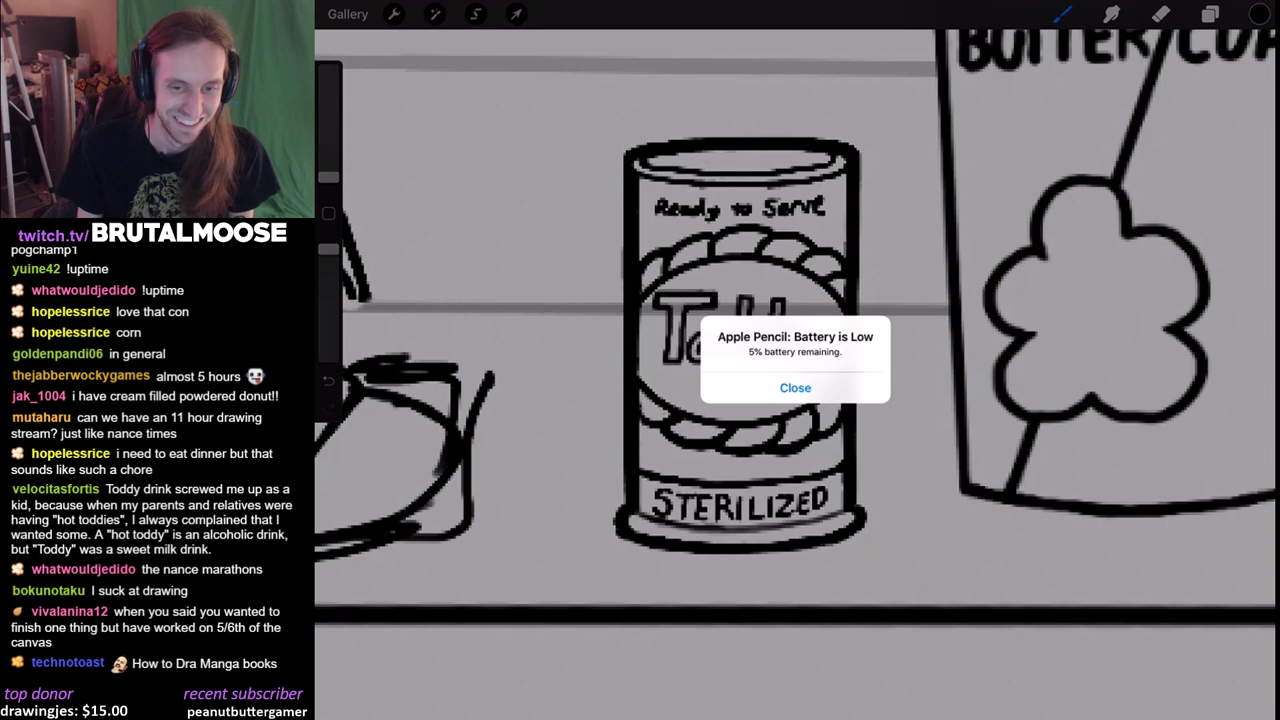 Gallery
BUTTER CUP
Ready to Serve
Todd
Apple Pencil: Battery is Low
5% battery remaining.
Close
STERILIZED
twitch.tv/BRUTALMOOSE
pogchamp1
yuine42 !uptime
whatwouldjedido !uptime
hopelessrice love that con
hopelessrice corn
goldenpandi06 in general
thejabberwockygames almost 5 hours
jak_1004 i have cream filled powdered donut!!
mutaharu can we have an 11 hour drawing
stream? just like nance times
hopelessrice i need to eat dinner but that
sounds like such a chore
velocitasfortis Toddy drink screwed me up as a
kid, because when my parents and relatives were
having "hot toddies", I always complained that I
wanted some. A "hot toddy" is an alcoholic drink,
but "Toddy" was a sweet milk drink.
whatwouldjedido the nance marathons
bokunotaku I suck at drawing
vivalanina12 when you said you wanted to
finish one thing but have worked on 5/6th of the
canvas
technotoast How to Dra Manga books
top donor
drawingjes: $15.00
recent subscriber
peanutbuttergamer